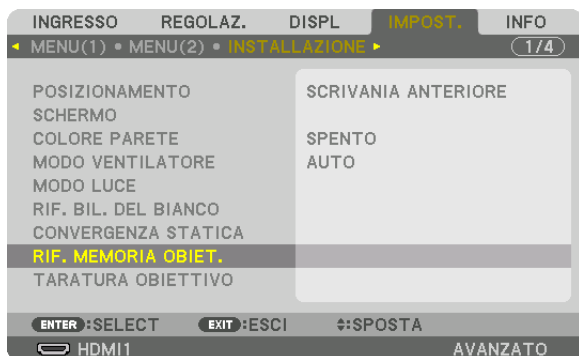 INGRESSO REGOLAZ. DISPL IMPOST. INFO
MENU(1) • MENU(2) • INSTALLAZIONE 1/4
POSIZIONAMENTO SCRIVANIA ANTERIORE
SCHERMO
COLORE PARETE SPENTO
MODO VENTILATORE AUTO
MODO LUCE
RIF. BIL. DEL BIANCO
CONVERGENZA STATICA
RIF. MEMORIA OBIET.
TARATURA OBIETTIVO
ENTER :SELECT EXIT :ESCI :SPOSTA
HDMI1 AVANZATO